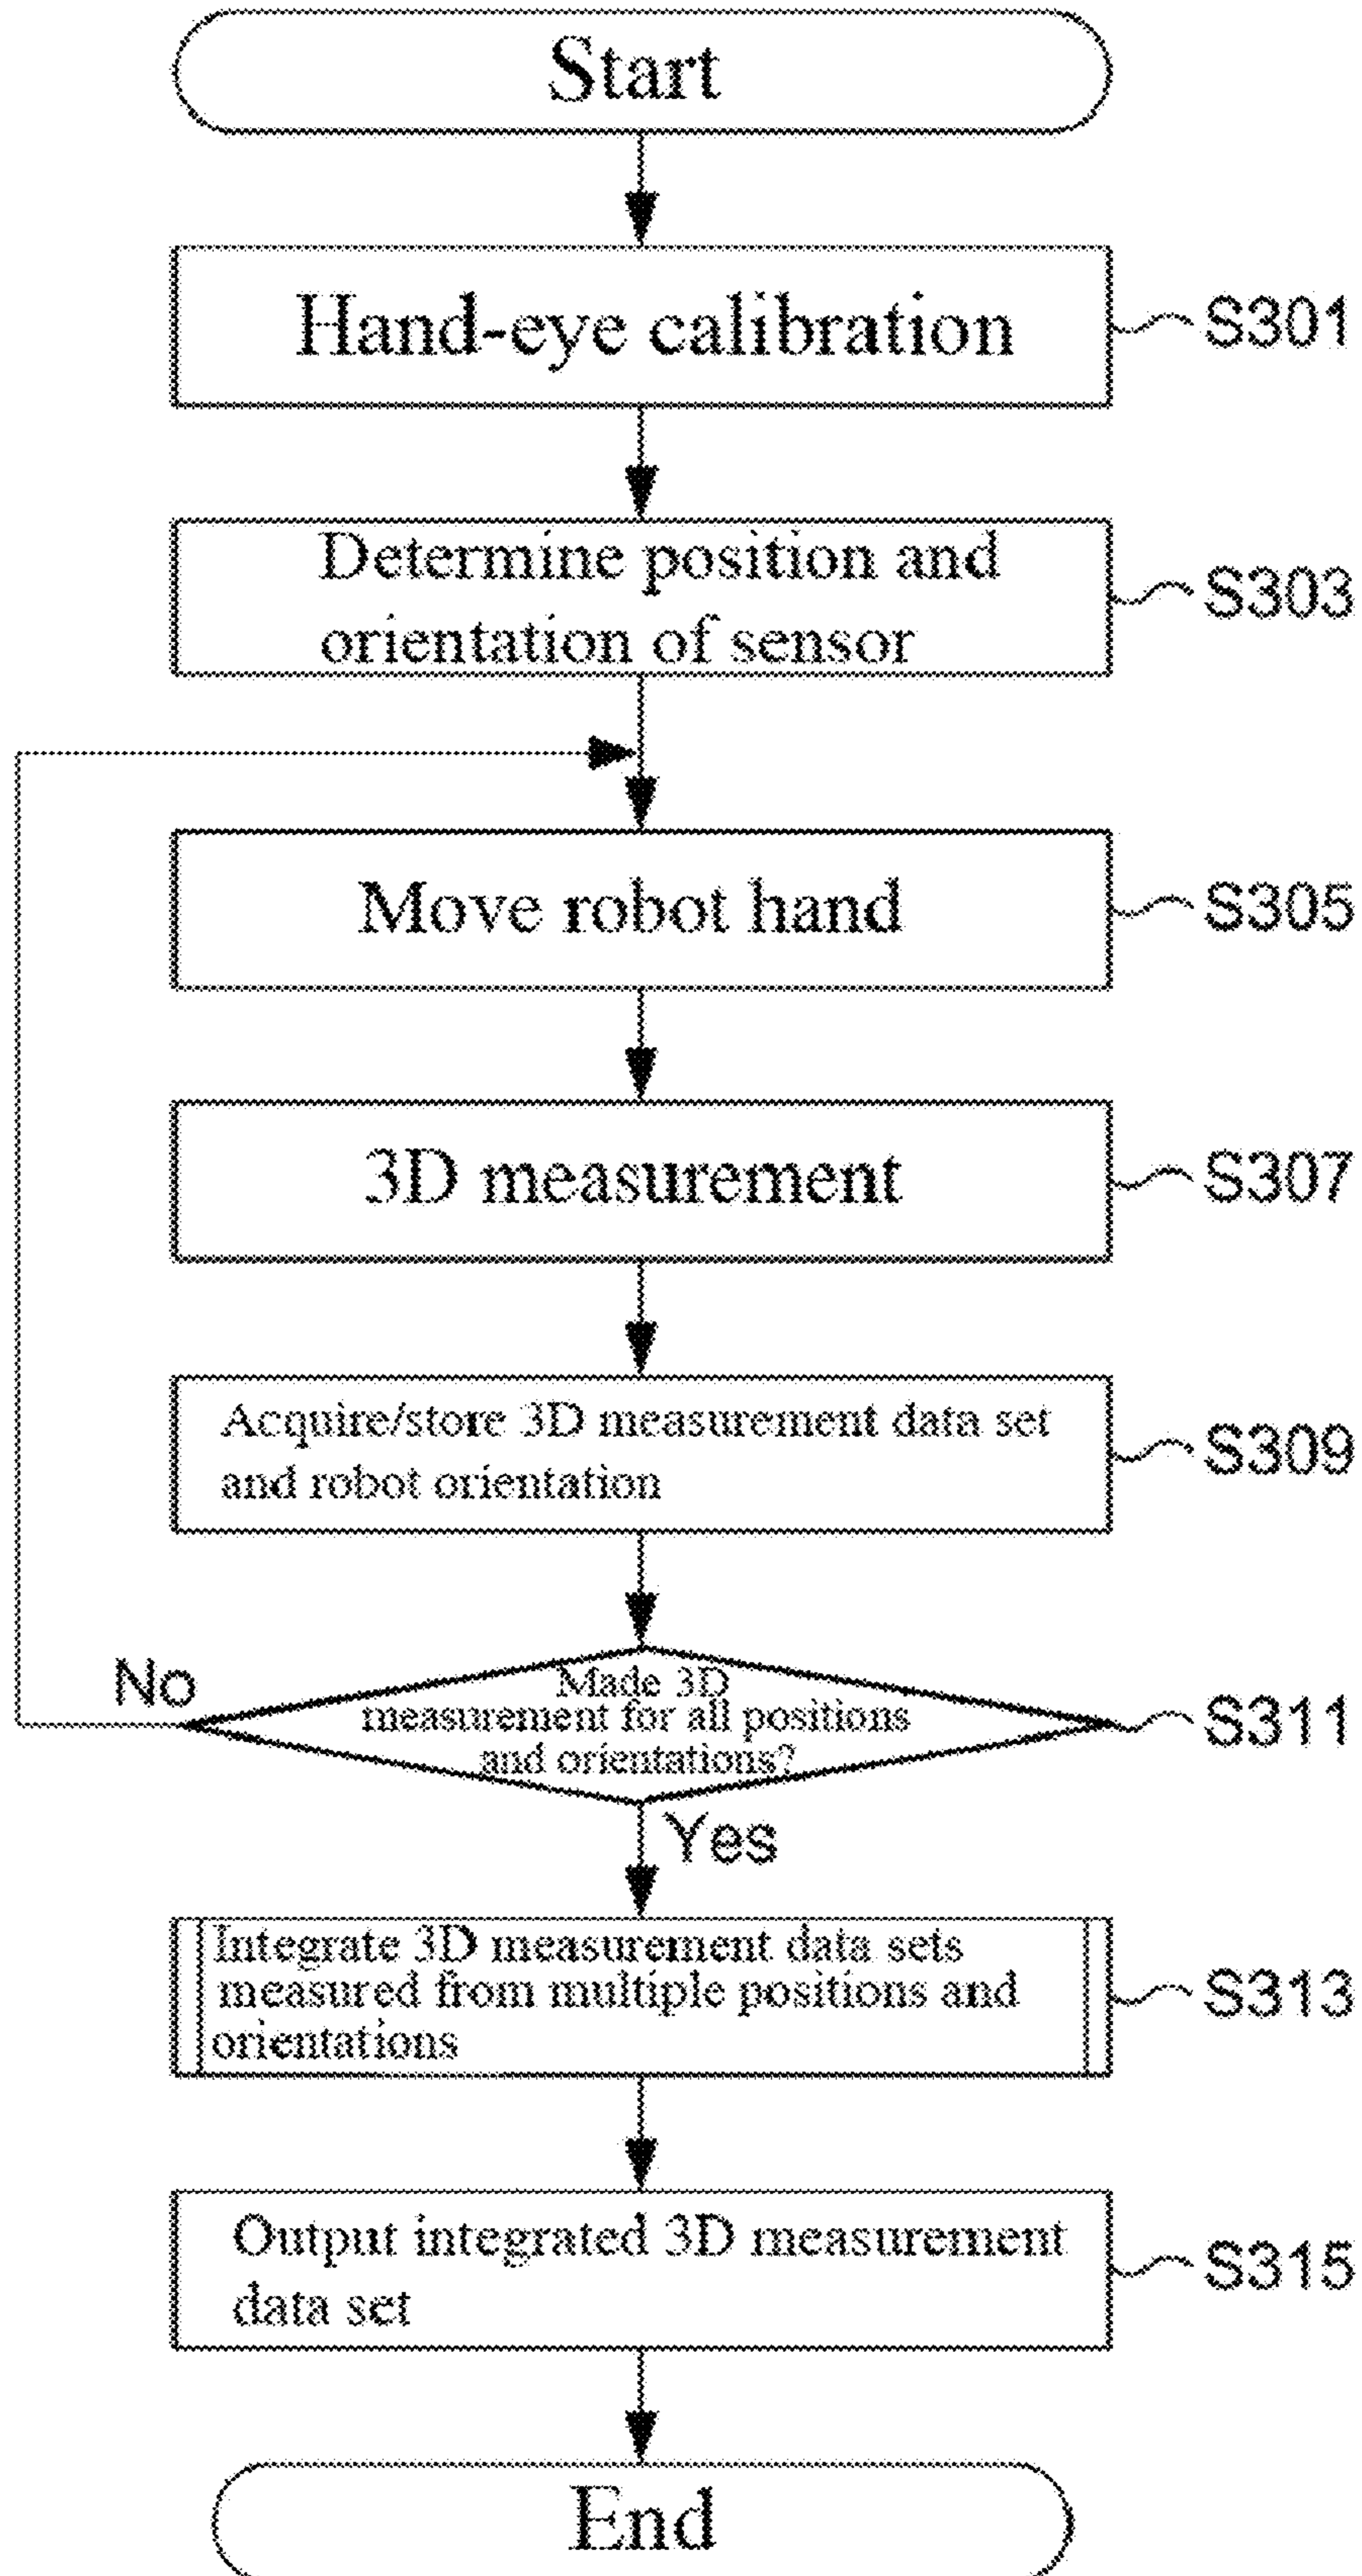 Start
Hand-eye calibration
S301
Determine position and
orientation of sensor
S303
Move robot hand
S305
3D measurement
S307
Acquire/store 3D measurement data set
and robot orientation
S309
No
Made 3D
measurement for all positions
and orientations?
S311
Yes
Integrate 3D measurement data sets
measured from multiple positions and
orientations
S313
Output integrated 3D measurement
data set
S315
End